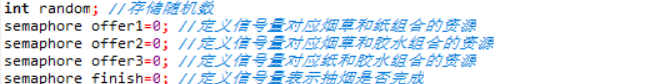 int random; //存储随机数
semaphore offer1=0; //定义信号量对应烟草和纸组合的资源
semaphore offer2=0; //定义信号量对应烟草和胶水组合的资源
semaphore offer3=0; //定义信号量对应纸和胶水组合的资源
semaphore finish=0; //定义信号量表示抽烟是否完成